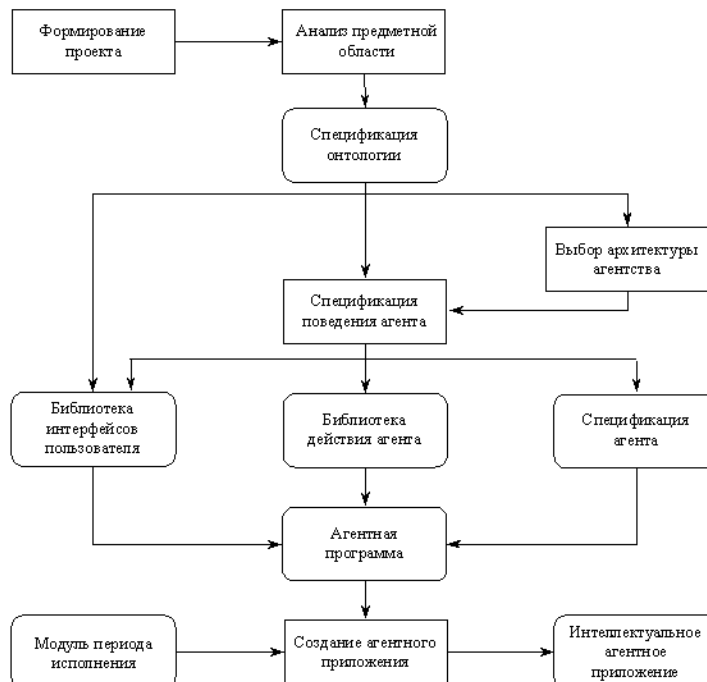 Формирование
проекта
Анализ предметной
области
Спецификация
онтологии
Выбор архитектуры
агентства
Спецификация
поведения агента
Библиотека
интерфейсов
пользователя
Библиотека
действия агента
Спецификация
агента
Агентная
программа
Модуль периода
исполнения
Создание агентного
приложения
Интеллектуальное
агентное
приложение